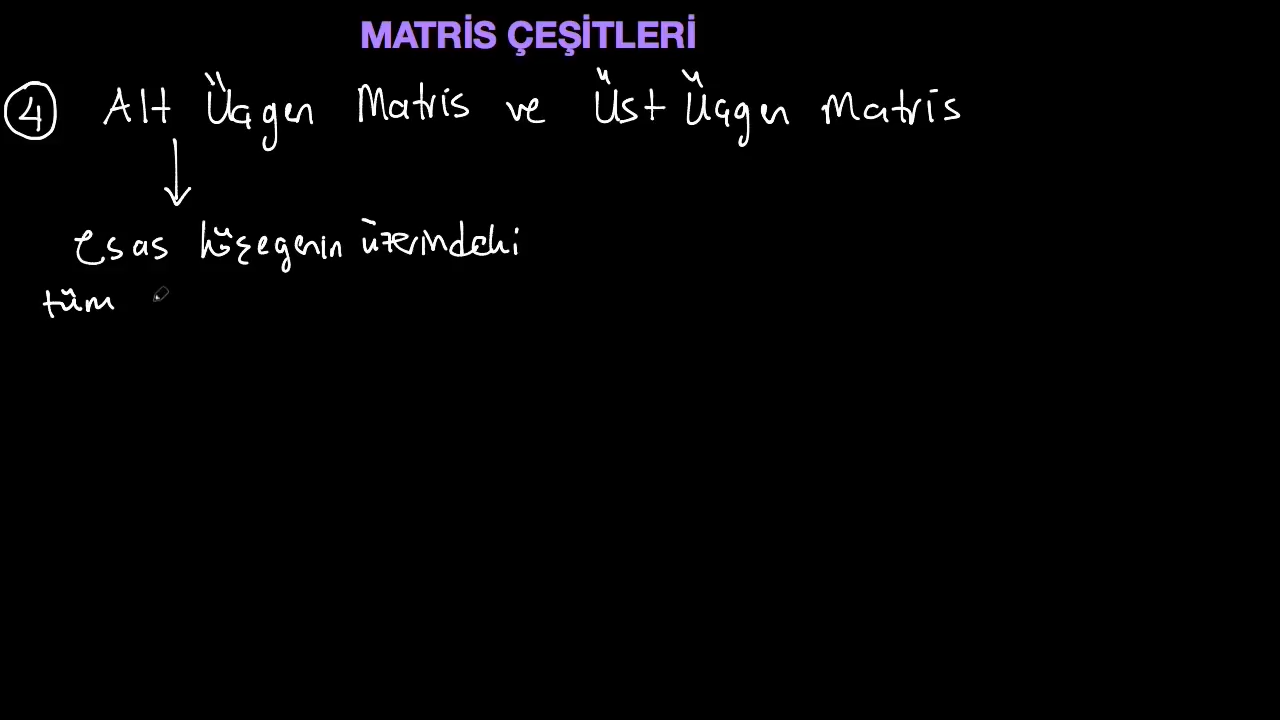 MATRİS ÇEŞİTLERİ
4 Alt Üçgen Matris ve Üst Üçgen Matris
Esas köşegenin üzerindeki
tüm